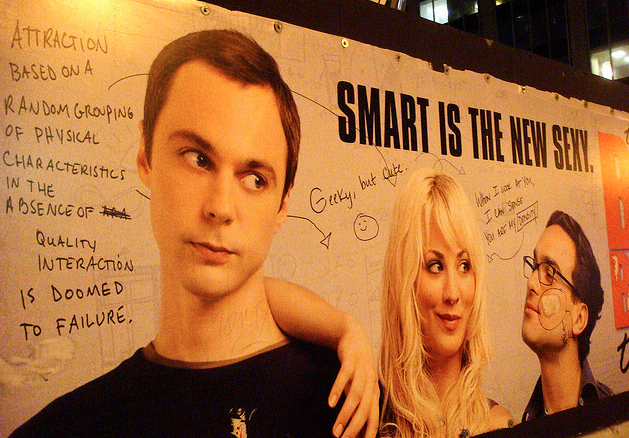 ATTRACTION
BASED ON A
RANDOM GROUPING
OF PHYSICAL
CHARACTERISTICS
IN THE
ABSENCE OF
QUALITY
INTERACTION
IS DOOMED
TO FAILURE.
SMART IS THE NEW SEXY.
Geeky, but cute.
WHEN I LOOK AT YOU,
I CAN SENSE
YOU ARE MY DENSITY